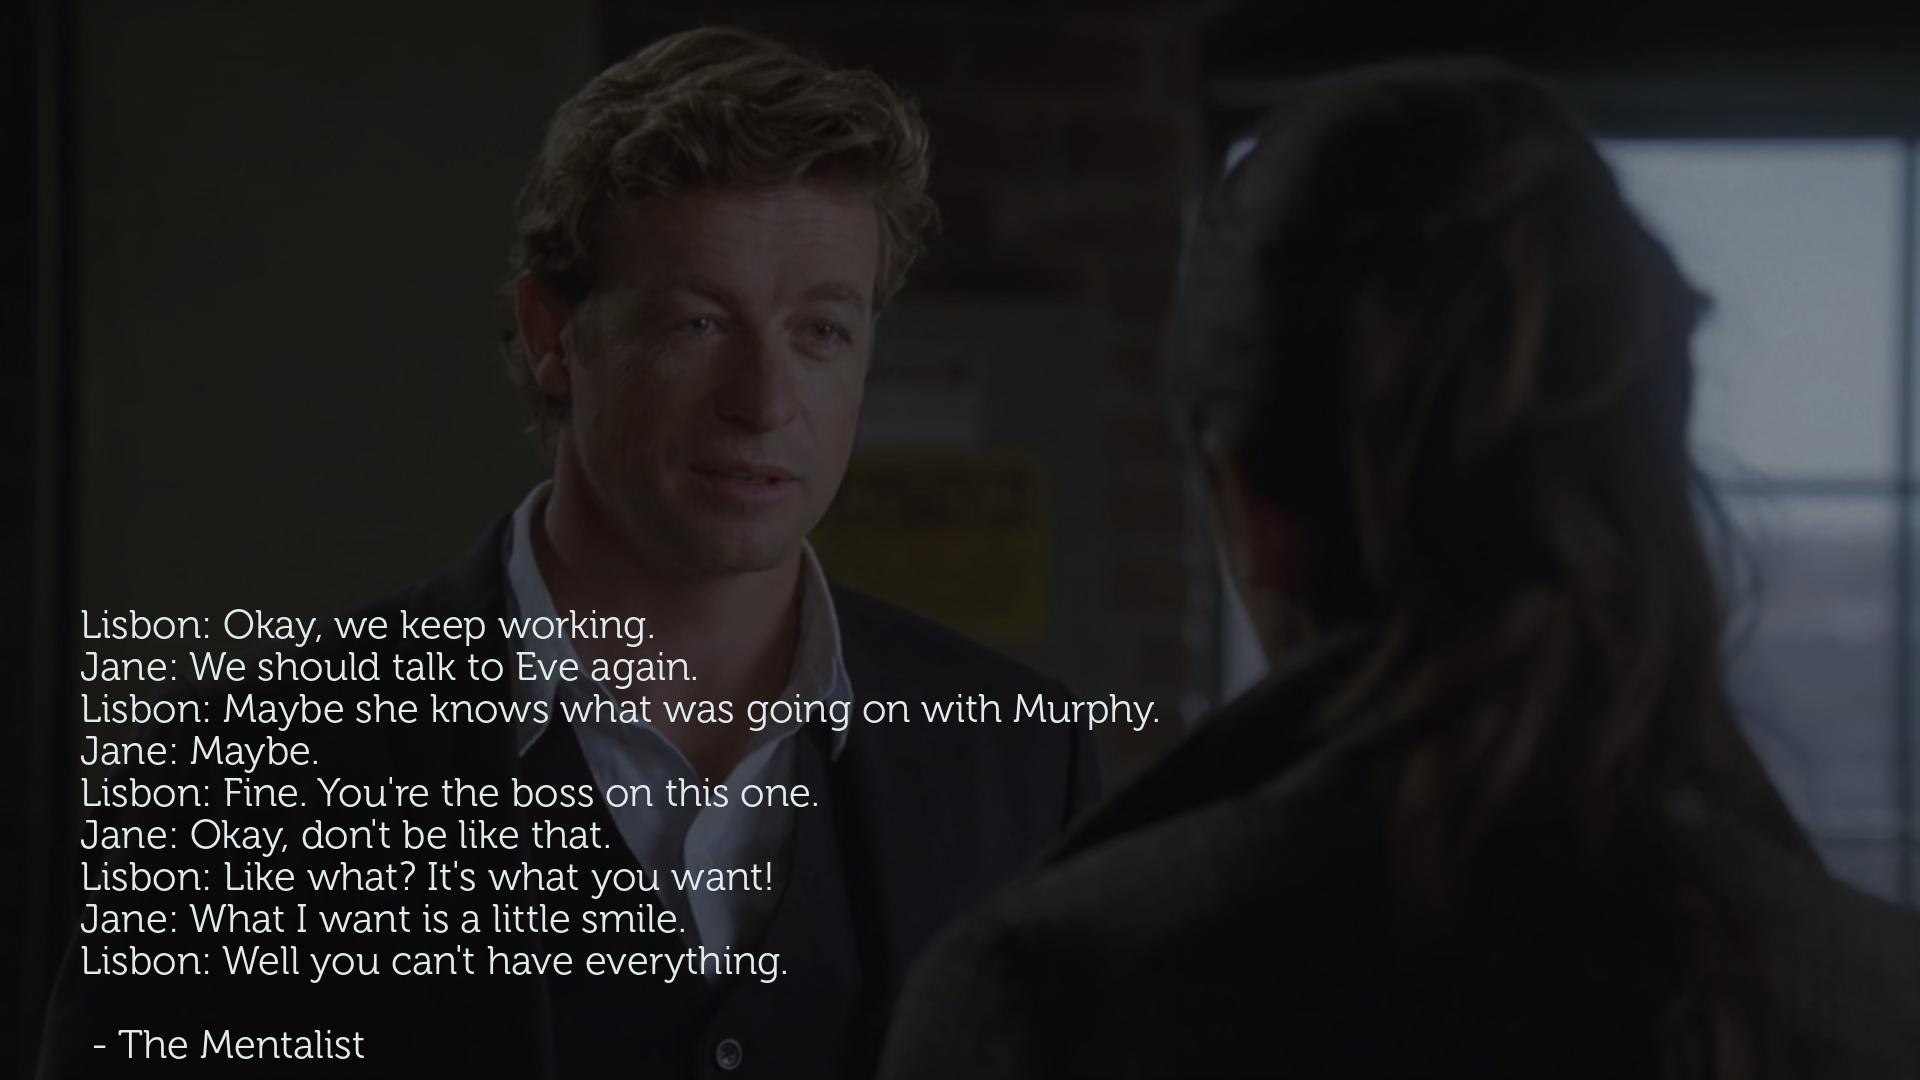 Lisbon: Okay, we keep working.
Jane: We should talk to Eve again.
Lisbon: Maybe she knows what was going on with Murphy.
Jane: Maybe.
Lisbon: Fine. You're the boss on this one.
Jane: Okay, don't be like that.
Lisbon: Like what? It's what you want!
Jane: What I want is a little smile.
Lisbon: Well you can't have everything.
- The Mentalist